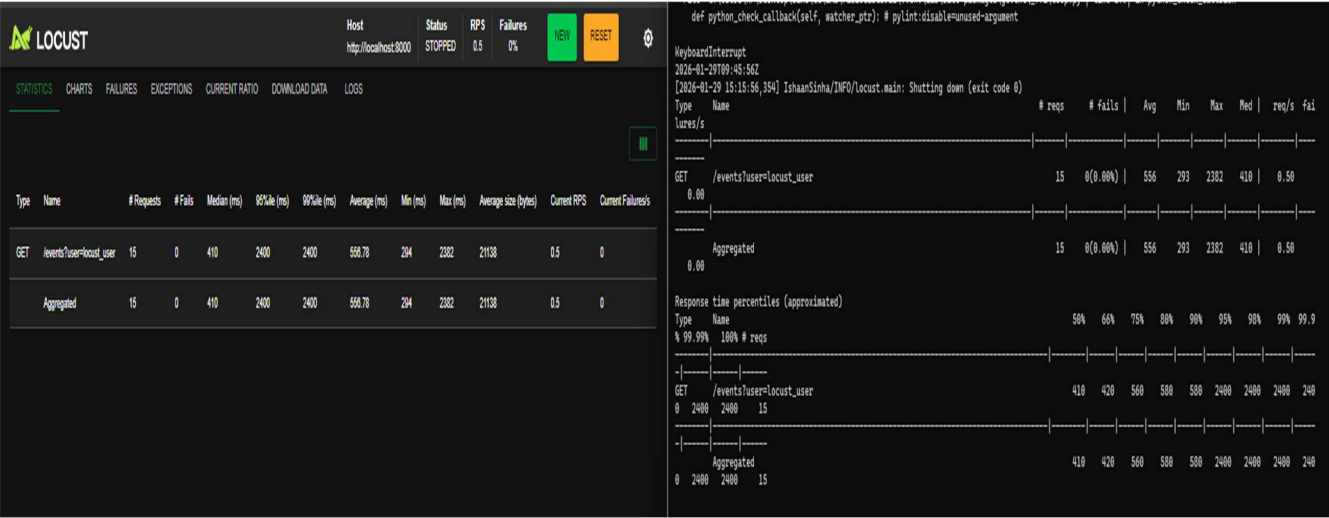 LOCUST
Host
http://localhost:8000
Status
STOPPED
RPS
0.5
Failures
0%
NEW
RESET
STATISTICS CHARTS FAILURES EXCEPTIONS CURRENT RATIO DOWNLOAD DATA LOGS
Type Name # Requests # Fails Median (ms) 95%ile (ms) 99%ile (ms) Average (ms) Min (ms) Max (ms) Average size (bytes) Current RPS Current Failures/s
GET /events?user=locust_user 15 0 410 2400 2400 556.78 294 2382 21138 0.5 0
Aggregated 15 0 410 2400 2400 556.78 294 2382 21138 0.5 0
def python_check_callback(self, watcher_ptr): # pylint:disable=unused-argument
KeyboardInterrupt
2026-01-29T09:45:56Z
[2026-01-29 15:15:56,354] IshaanSinha/INFO/locust.main: Shutting down (exit code 0)
Type Name # reqs # fails | Avg Min Max Med | req/s fai
lures/s
GET /events?user=locust_user 15 0(0.00%) | 556 293 2382 410 | 0.50
0.00
Aggregated 15 0(0.00%) | 556 293 2382 410 | 0.50
0.00
Response time percentiles (approximated)
Type Name 50% 66% 75% 80% 90% 95% 98% 99% 99.9
% 99.99% 100% # reqs
GET /events?user=locust_user 410 420 560 580 580 2400 2400 2400 240
0 2400 2400 15
Aggregated 410 420 560 580 580 2400 2400 2400 240
0 2400 2400 15